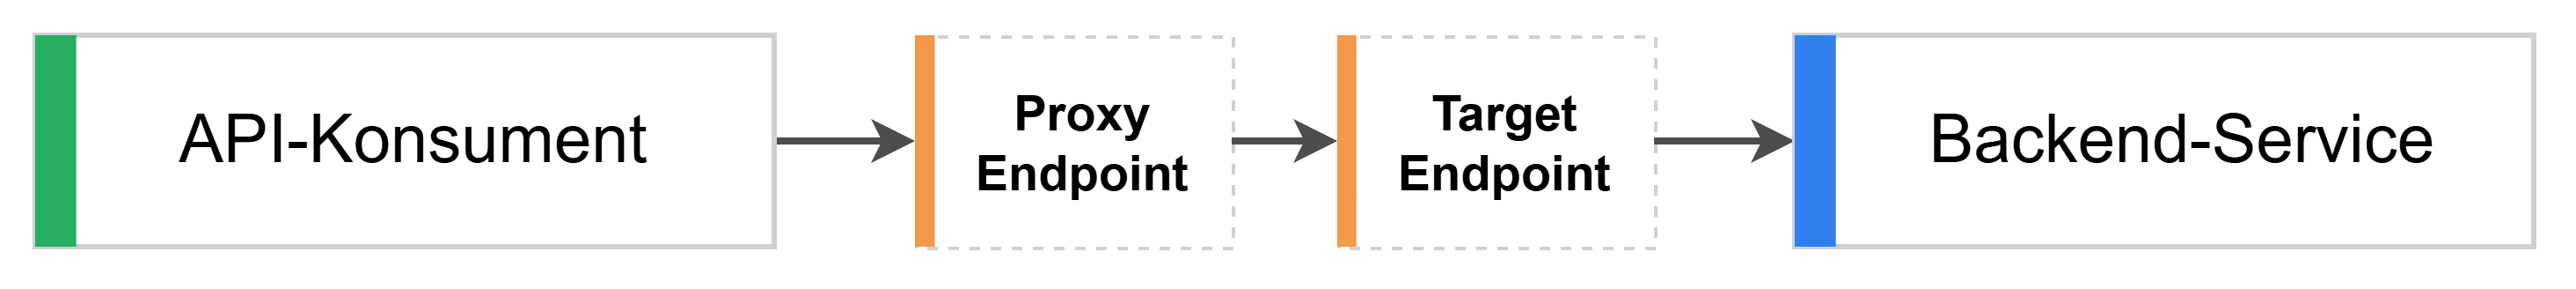 API-Konsument
Proxy
Endpoint
Target
Endpoint
Backend-Service